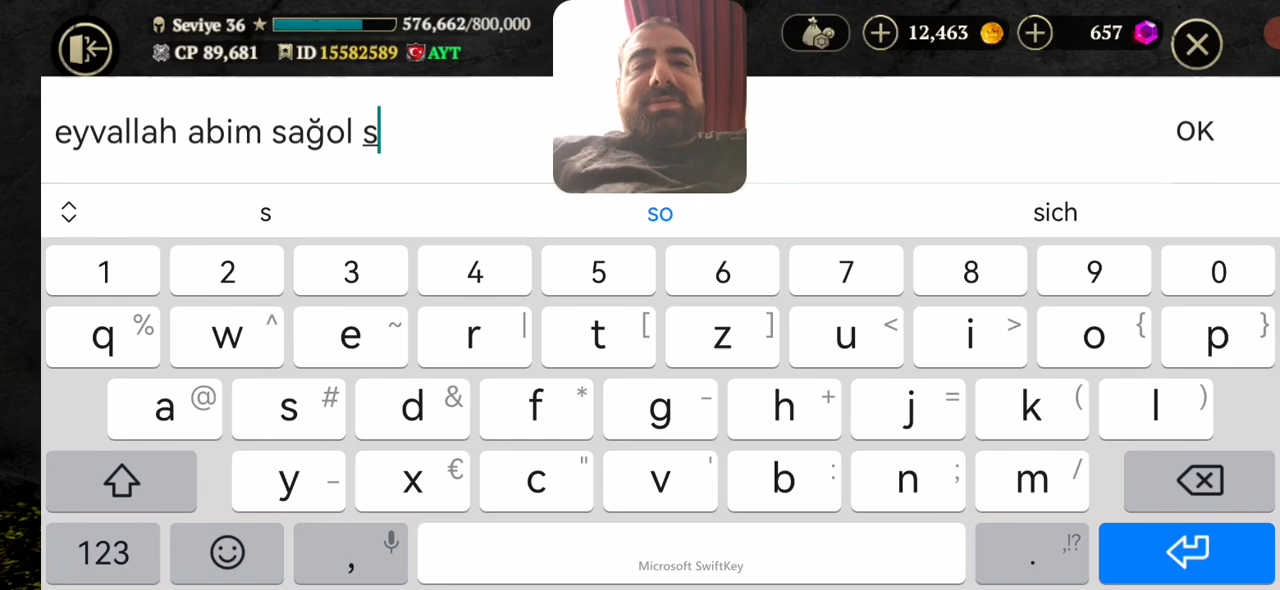 Seviye 36 576,662/800,000
CP 89,681 ID 15582589 AYT
12,463 657
eyvallah abim sağol s
OK
s so sich
1 2 3 4 5 6 7 8 9 0
q % w ^ e ~ r | t [ z ] u < i > o { p }
a @ s # d & f * g - h + j = k ( l )
y _ x € c " v ' b : n ; m /
123 , Microsoft SwiftKey . ,!?